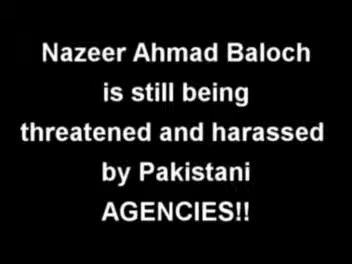 Nazeer Ahmad Baloch
is still being
threatened and harassed
by Pakistani
AGENCIES!!